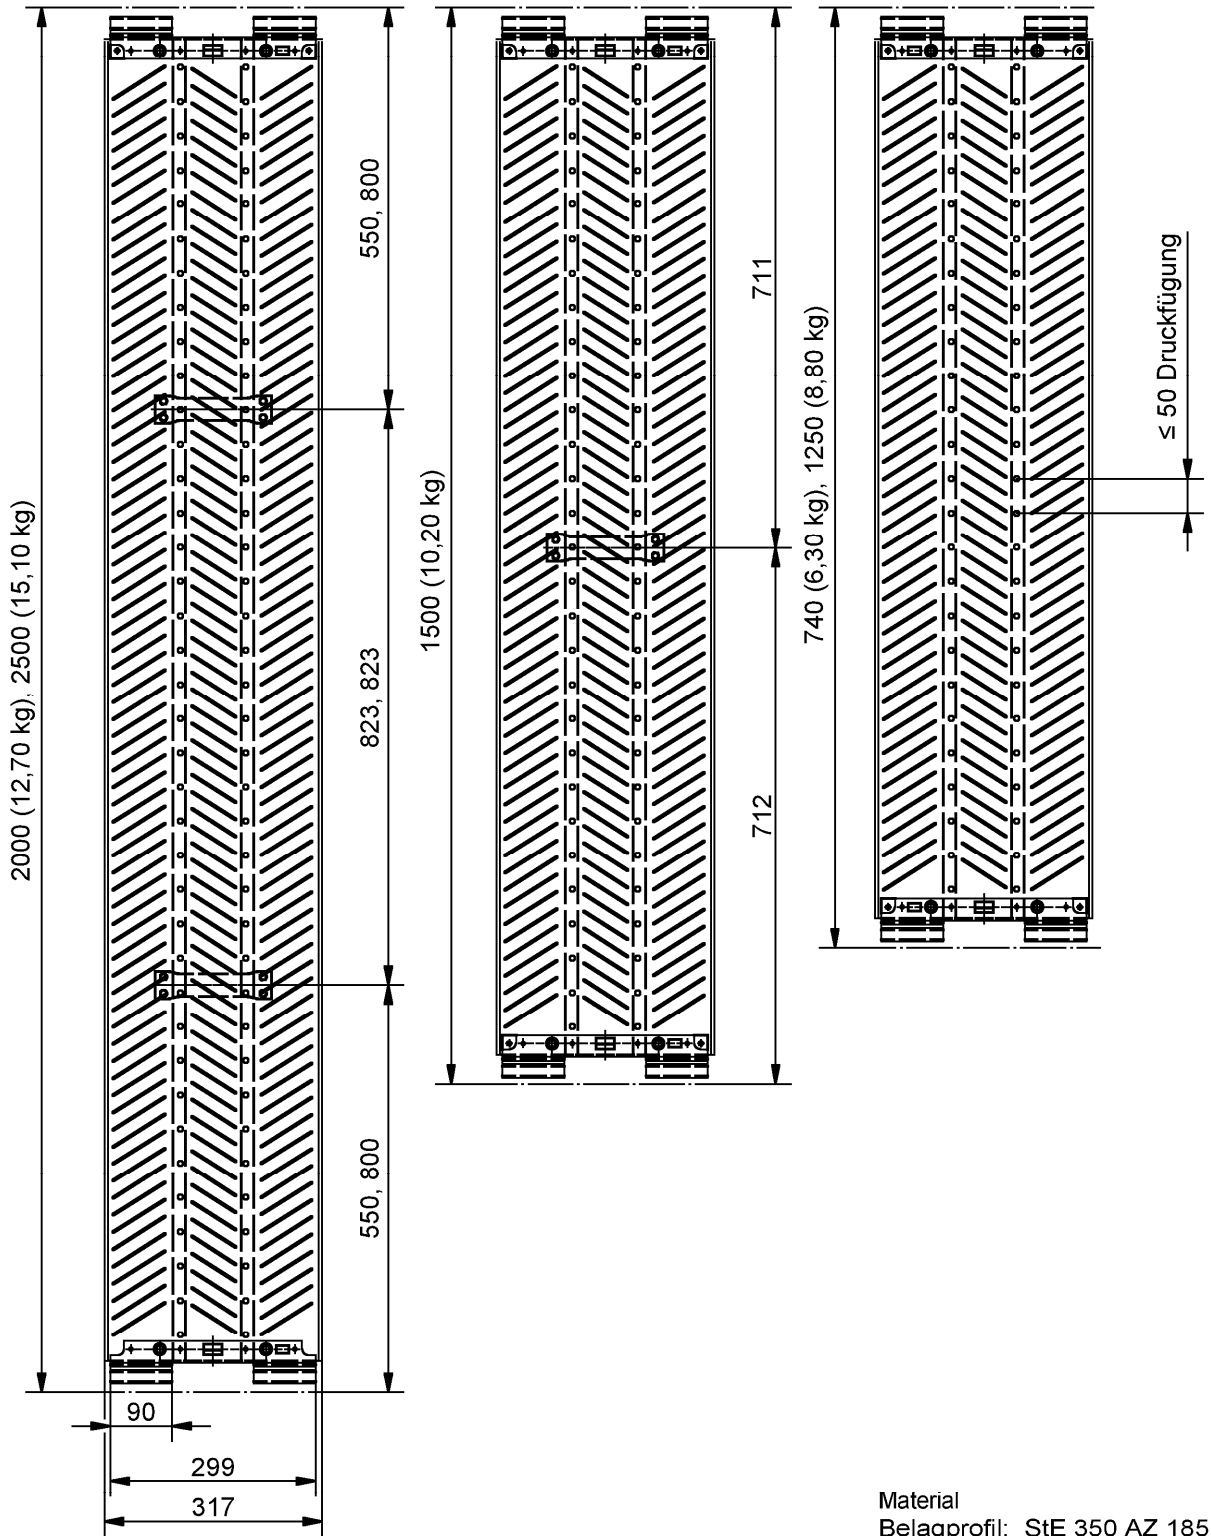 2000 (12,70 kg), 2500 (15,10 kg)
550, 800
823, 823
550, 800
90
299
317
1500 (10,20 kg)
711
712
740 (6,30 kg), 1250 (8,80 kg)
≤ 50 Druckfügung
Material
Belagprofil: StE 350 AZ 185